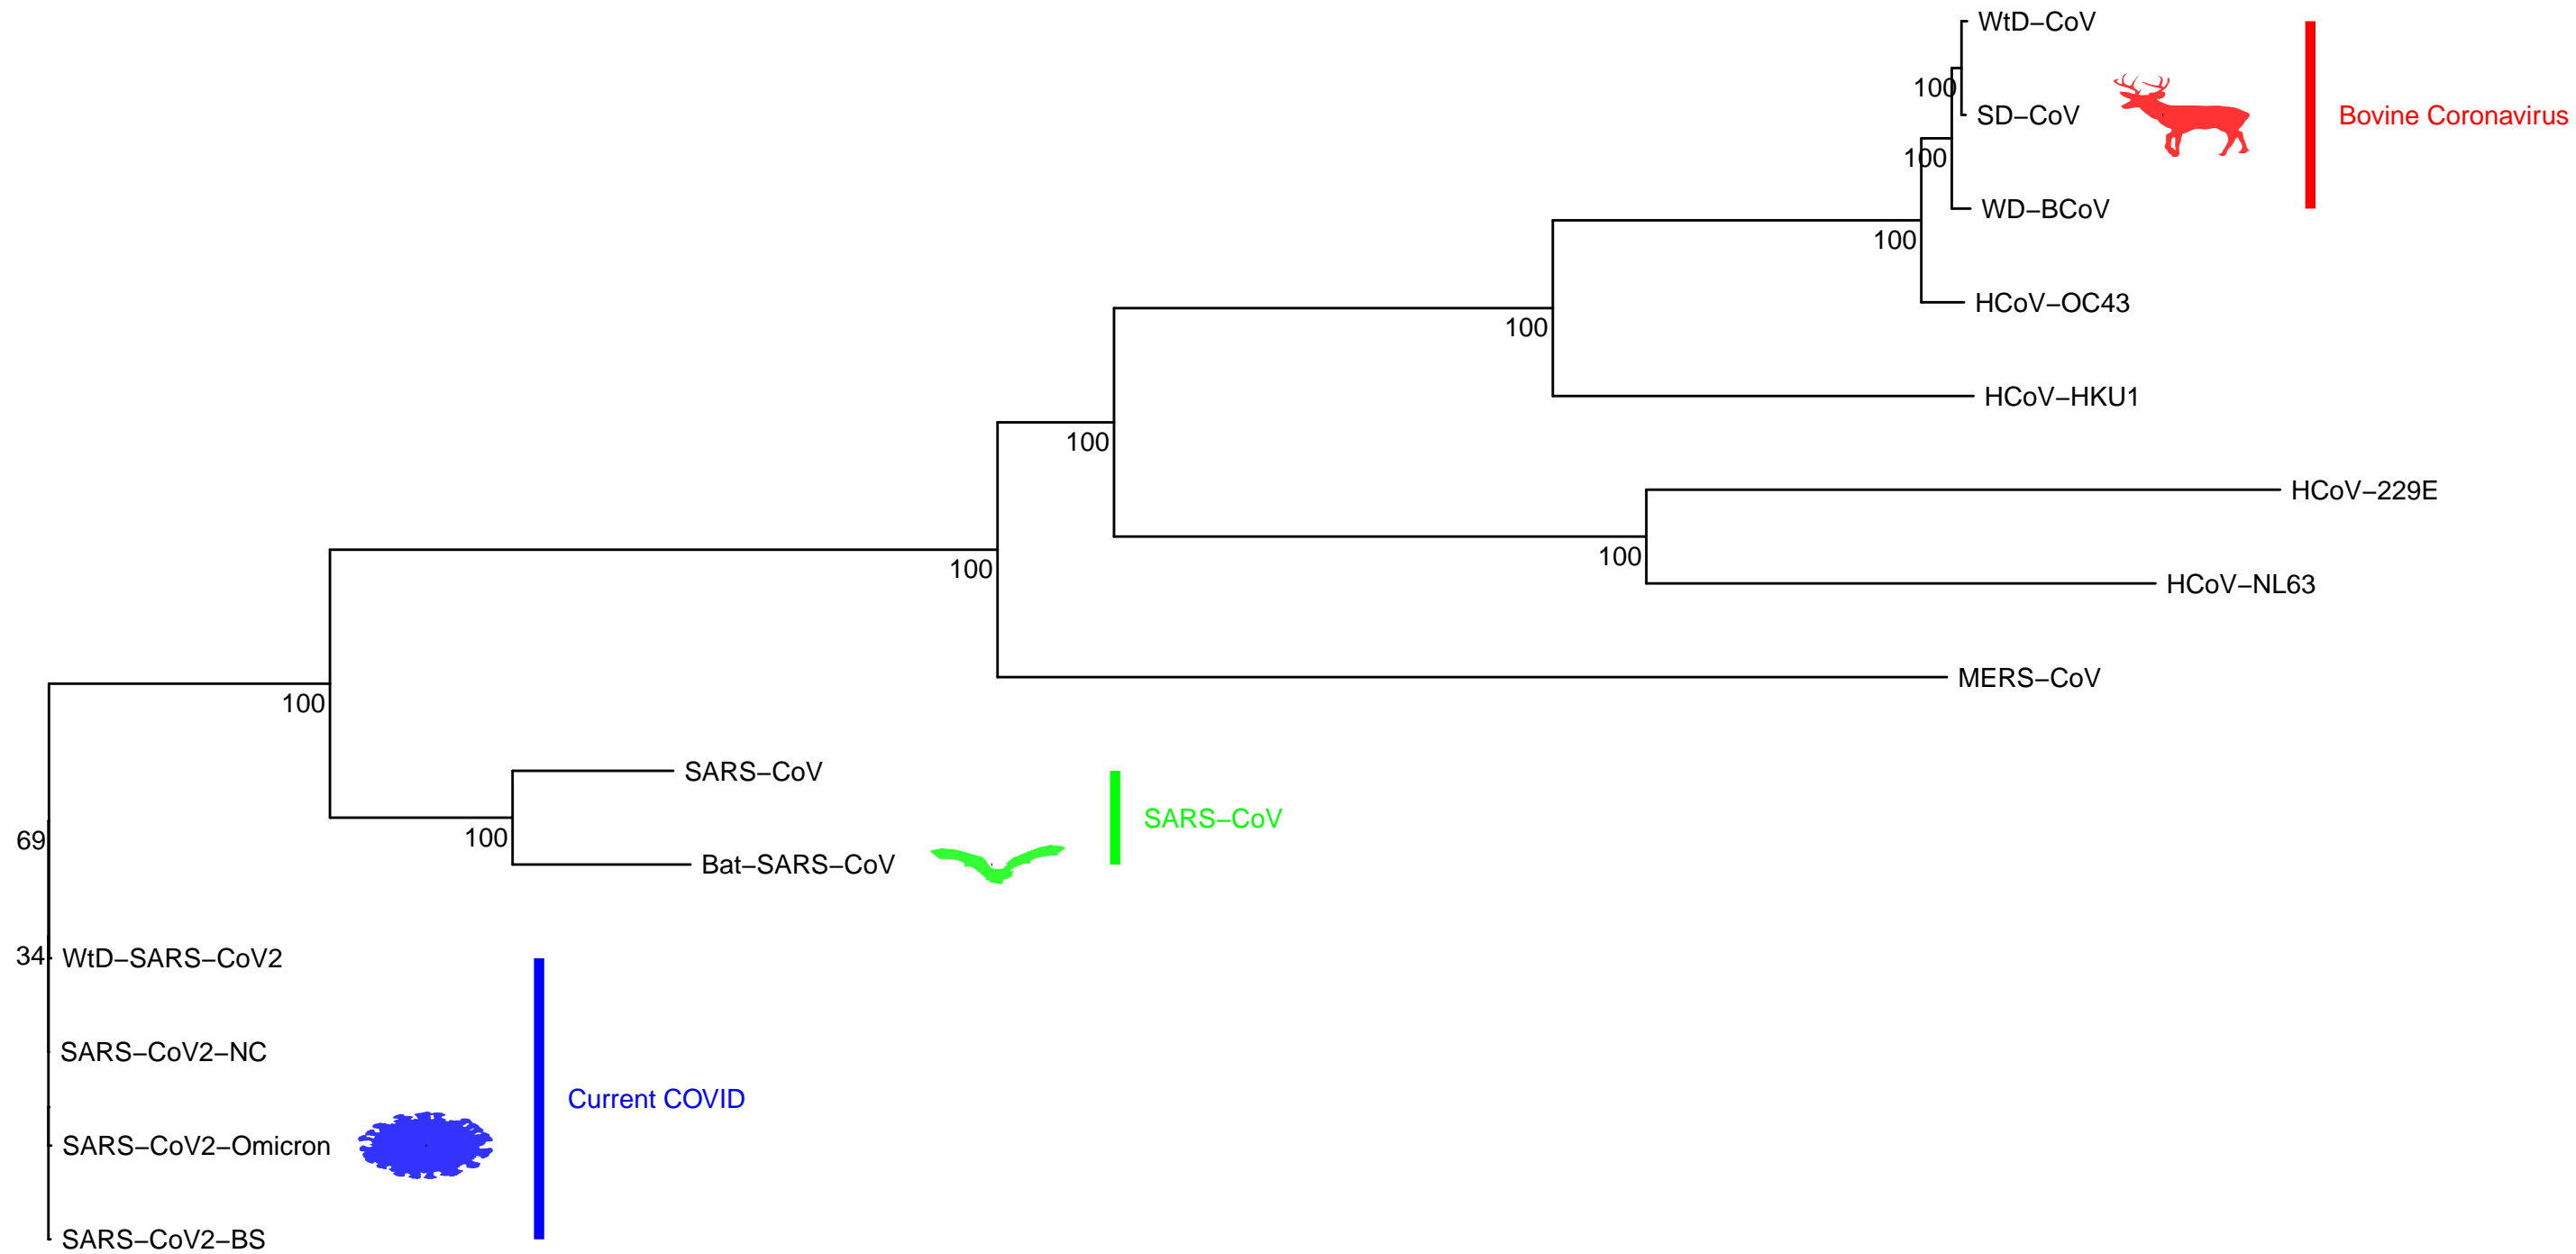 WtD−CoV
100
SD−CoV
Bovine Coronavirus
100
WD−BCoV
100
HCoV−OC43
100
HCoV−HKU1
100
HCoV−229E
100
100
HCoV−NL63
MERS−CoV
100
SARS−CoV
SARS−CoV
69
100
Bat−SARS−CoV
34
WtD−SARS−CoV2
SARS−CoV2−NC
Current COVID
SARS−CoV2−Omicron
SARS−CoV2−BS